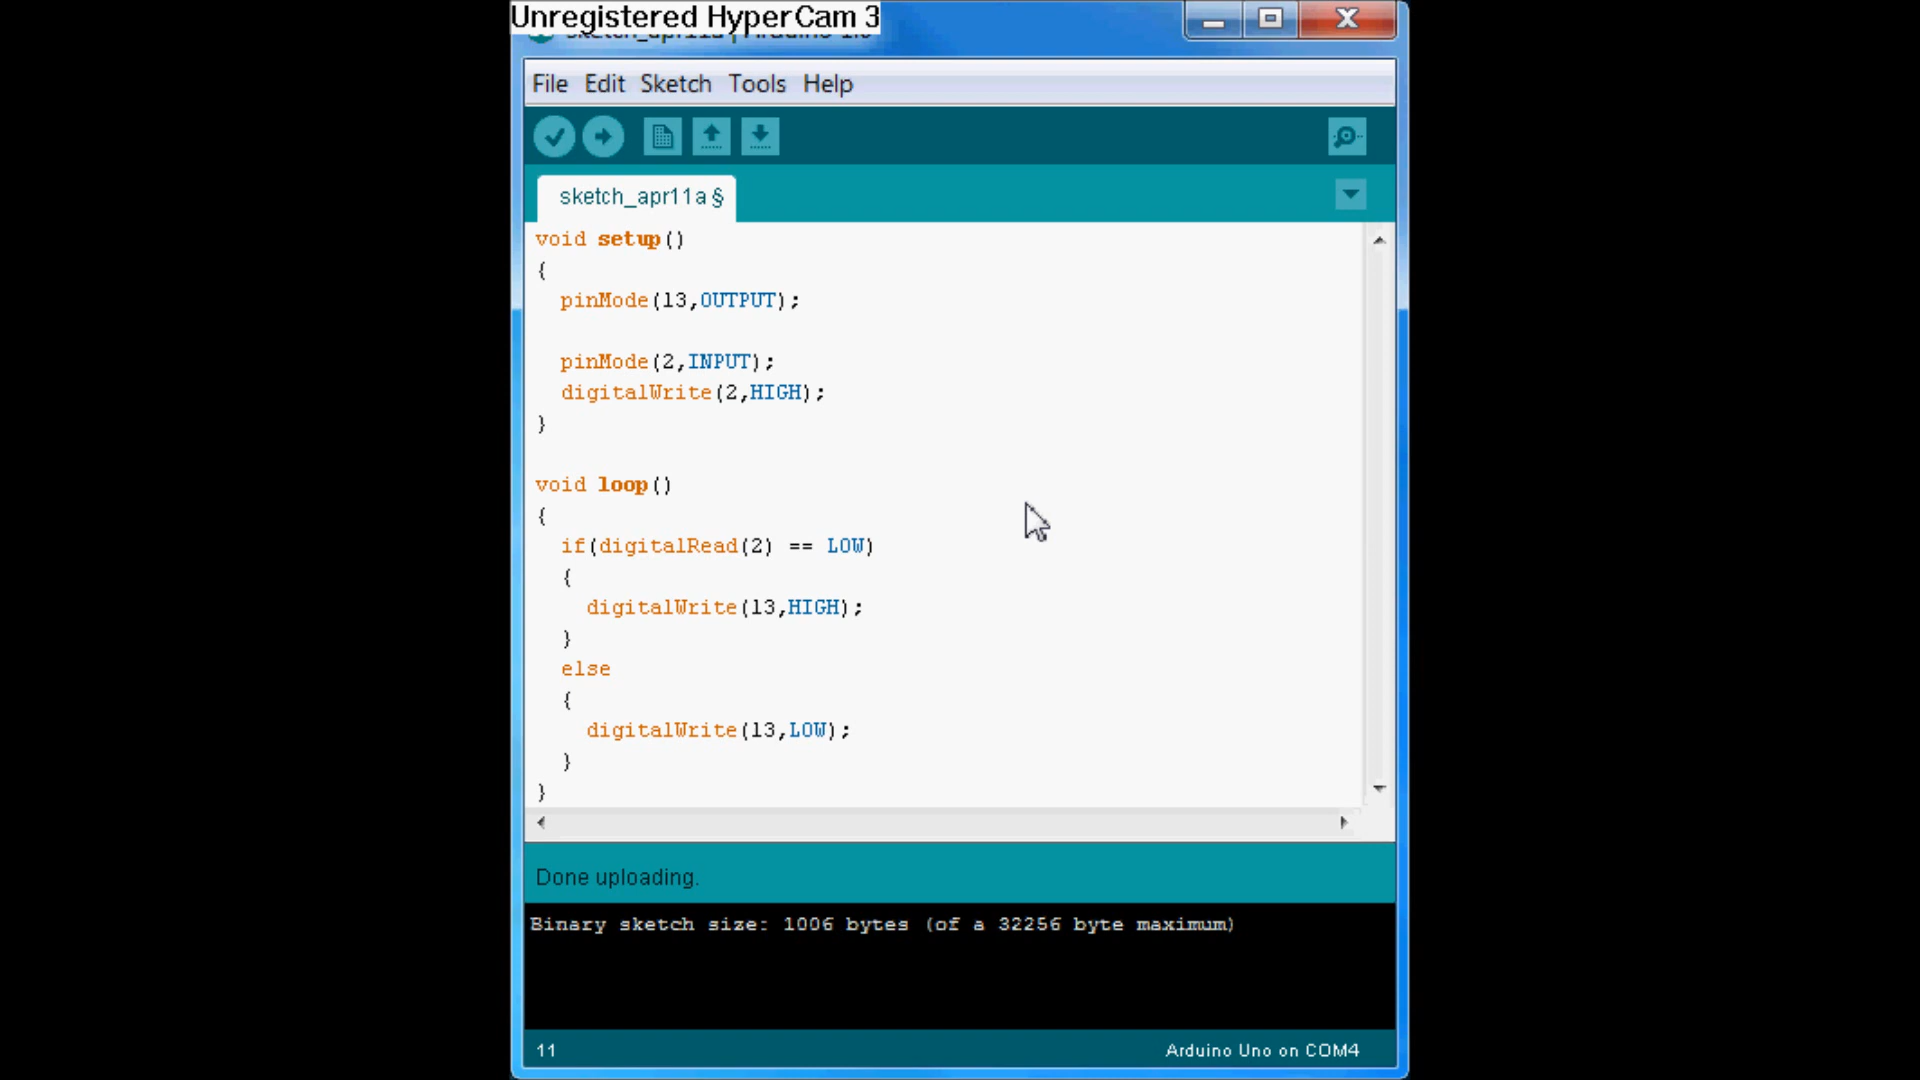 Unregistered HyperCam 3
File Edit Sketch Tools Help
sketch_apr11a §
void setup()
{
  pinMode(13,OUTPUT);

  pinMode(2,INPUT);
  digitalWrite(2,HIGH);
}

void loop()
{
  if(digitalRead(2) == LOW)
  {
    digitalWrite(13,HIGH);
  }
  else
  {
    digitalWrite(13,LOW);
  }
}
Done uploading.
Binary sketch size: 1006 bytes (of a 32256 byte maximum)
11 Arduino Uno on COM4